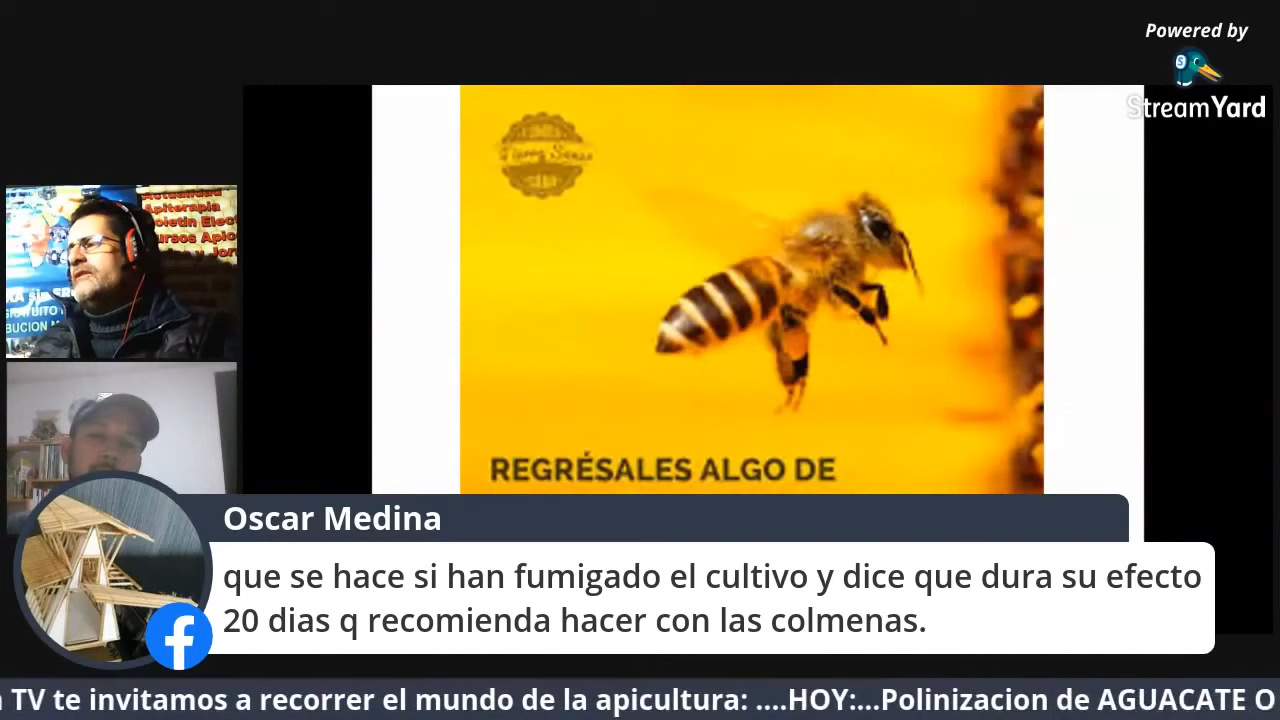 Powered by
StreamYard
Actualidad
Apiterapia
REGRÉSALES ALGO DE
Oscar Medina
que se hace si han fumigado el cultivo y dice que dura su efecto
20 dias q recomienda hacer con las colmenas.
TV te invitamos a recorrer el mundo de la apicultura: ....HOY:...Polinizacion de AGUACATE O